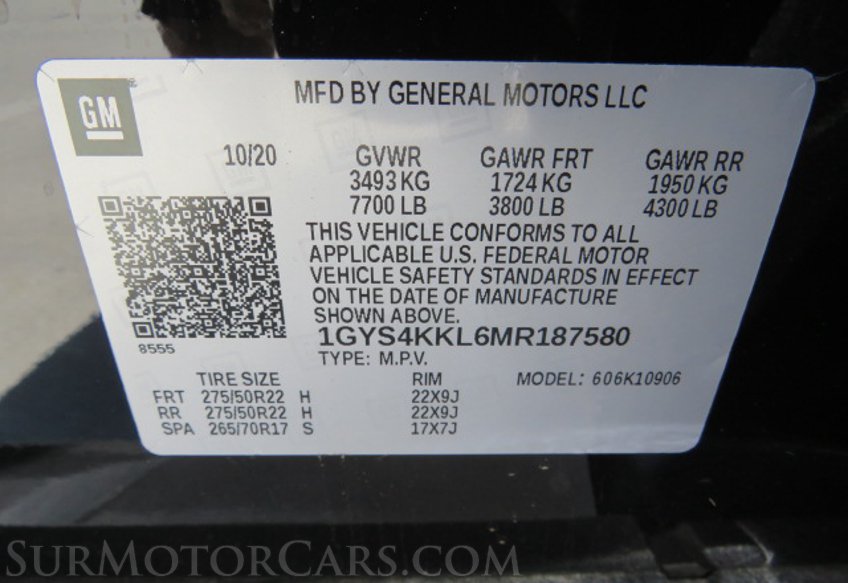 GM
MFD BY GENERAL MOTORS LLC
10/20 GVWR GAWR FRT GAWR RR
3493 KG 1724 KG 1950 KG
7700 LB 3800 LB 4300 LB
THIS VEHICLE CONFORMS TO ALL
APPLICABLE U.S. FEDERAL MOTOR
VEHICLE SAFETY STANDARDS IN EFFECT
ON THE DATE OF MANUFACTURE
SHOWN ABOVE.
8555
1GYS4KKL6MR187580
TYPE: M.P.V.
TIRE SIZE RIM MODEL: 606K10906
FRT 275/50R22 H 22X9J
RR 275/50R22 H 22X9J
SPA 265/70R17 S 17X7J
SURMOTORCARS.COM